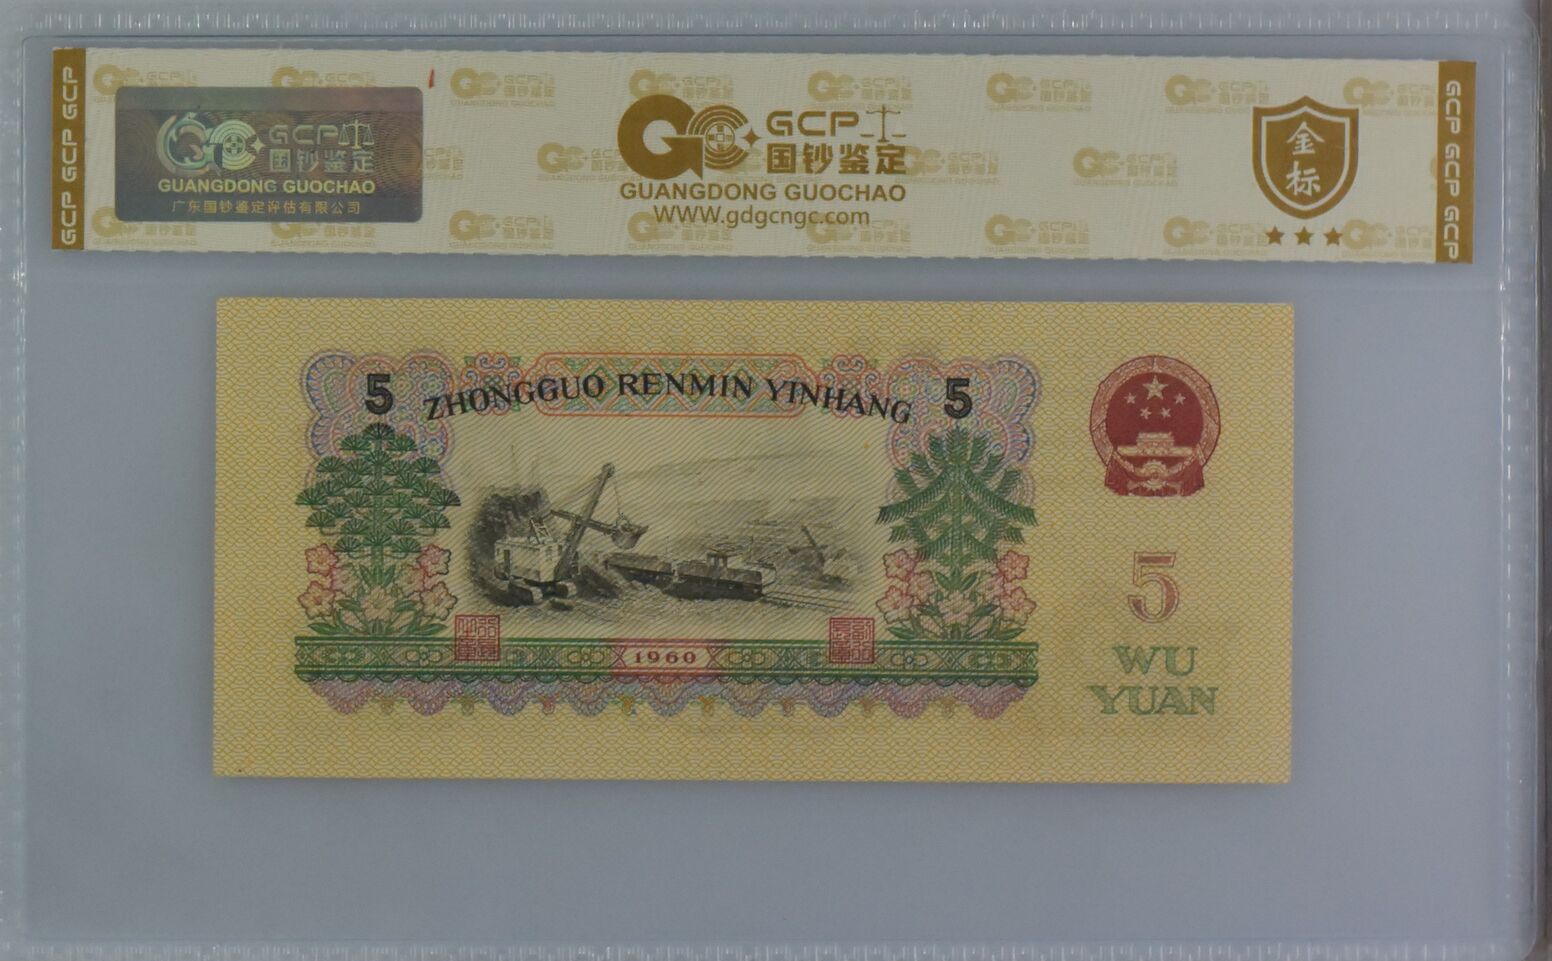 GCP GCP GCP
GCP
国钞鉴定
GUANGDONG GUOCHAO
广东国钞鉴定评估有限公司
GCP
国钞鉴定
GUANGDONG GUOCHAO
WWW.gdgcngc.com
金标
GCP GCP GCP
5
ZHONGGUO RENMIN YINHANG
5
5
WU
YUAN
1960